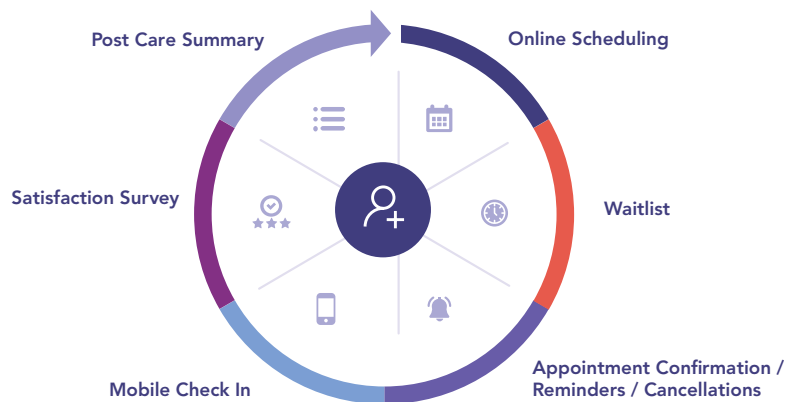 Post Care Summary
Online Scheduling
Satisfaction Survey
Waitlist
Mobile Check In
Appointment Confirmation /
Reminders / Cancellations